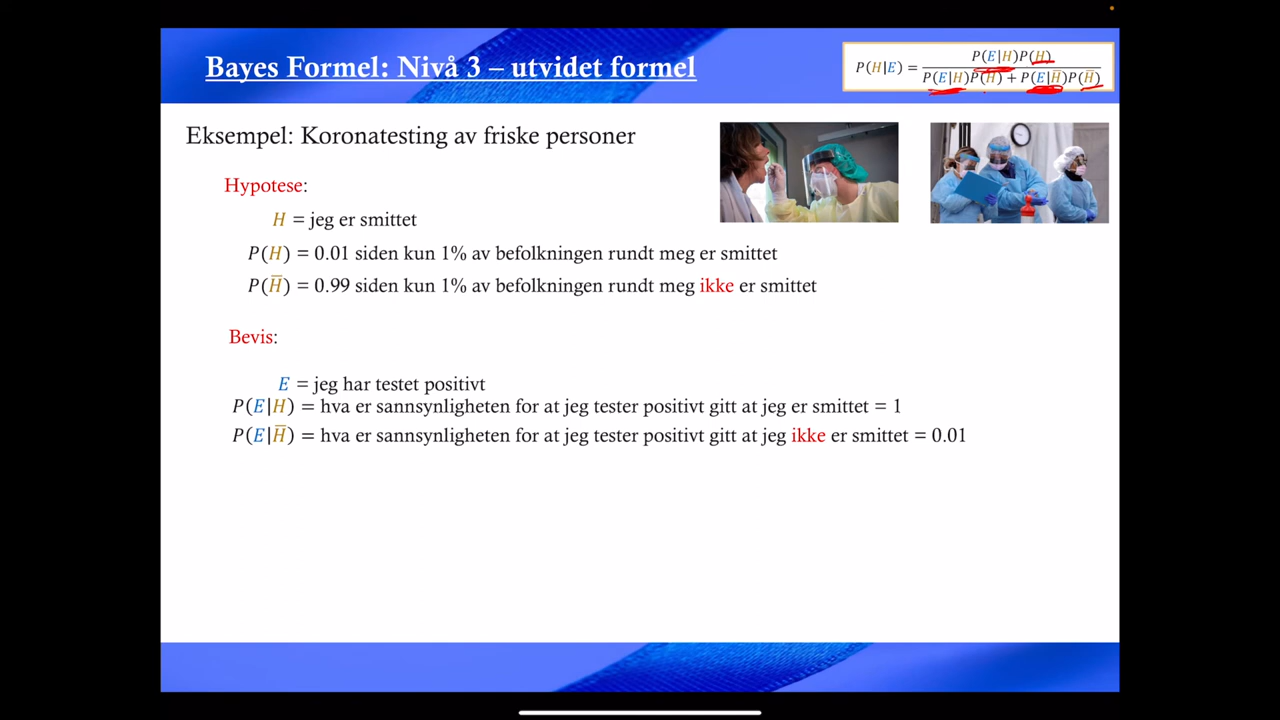 Bayes Formel: Nivå 3 – utvidet formel
P(H|E) = P(E|H)P(H) / P(E|H)P(H) + P(E|H̅)P(H̅)
Eksempel: Koronatesting av friske personer
Hypotese:
H = jeg er smittet
P(H) = 0.01 siden kun 1% av befolkningen rundt meg er smittet
P(H̅) = 0.99 siden kun 1% av befolkningen rundt meg ikke er smittet
Bevis:
E = jeg har testet positivt
P(E|H) = hva er sannsynligheten for at jeg tester positivt gitt at jeg er smittet = 1
P(E|H̅) = hva er sannsynligheten for at jeg tester positivt gitt at jeg ikke er smittet = 0.01